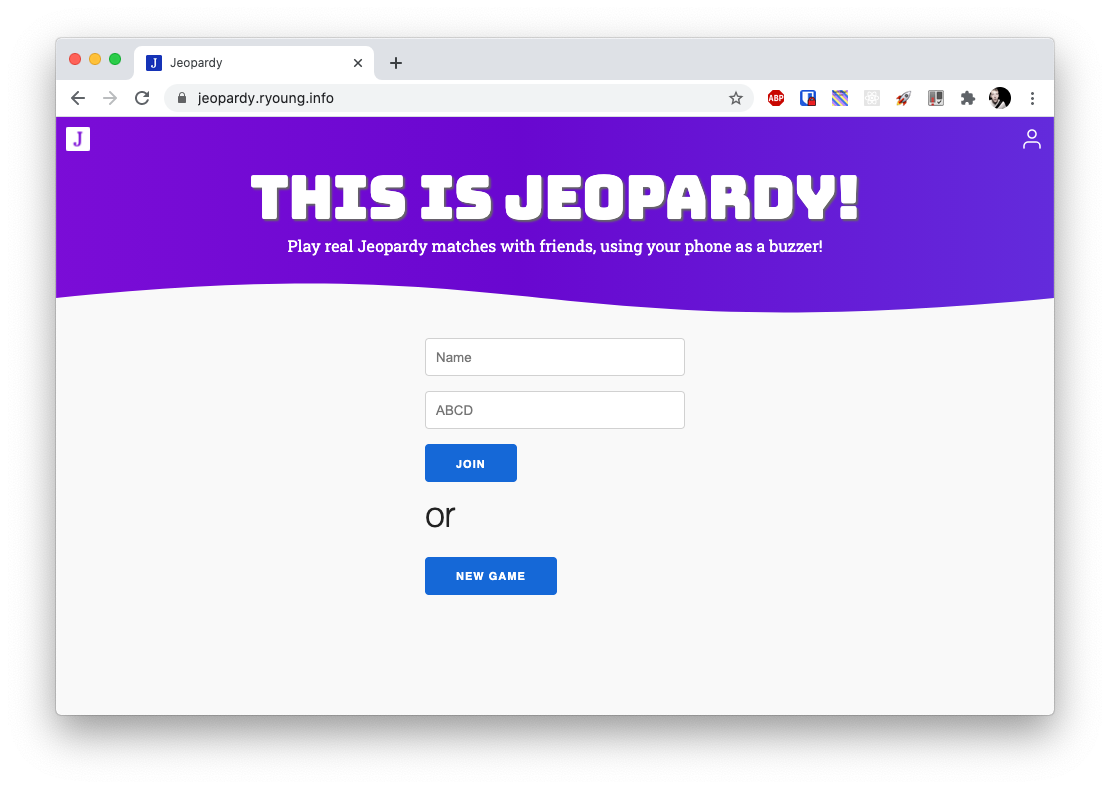 J Jeopardy
jeopardy.ryoung.info
ABP
J
THIS IS JEOPARDY!
Play real Jeopardy matches with friends, using your phone as a buzzer!
Name
ABCD
JOIN
or
NEW GAME